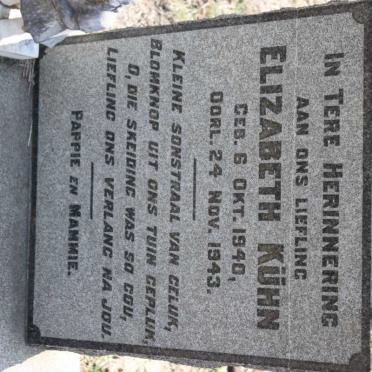 IN TERE HERINNERING
AAN ONS LIEFLING
ELIZABETH KÜHN
GEB. 6 OKT. 1940,
OORL. 24 NOV. 1943.
KLEINE SONSTRAAL VAN GELUK,
BLOMKNOP UIT ONS TUIN GEPLUK,
O, DIE SKEIDING WAS SO GOU,
LIEFLING ONS VERLANG NA JOU.
PAPPIE EN MAMMIE.